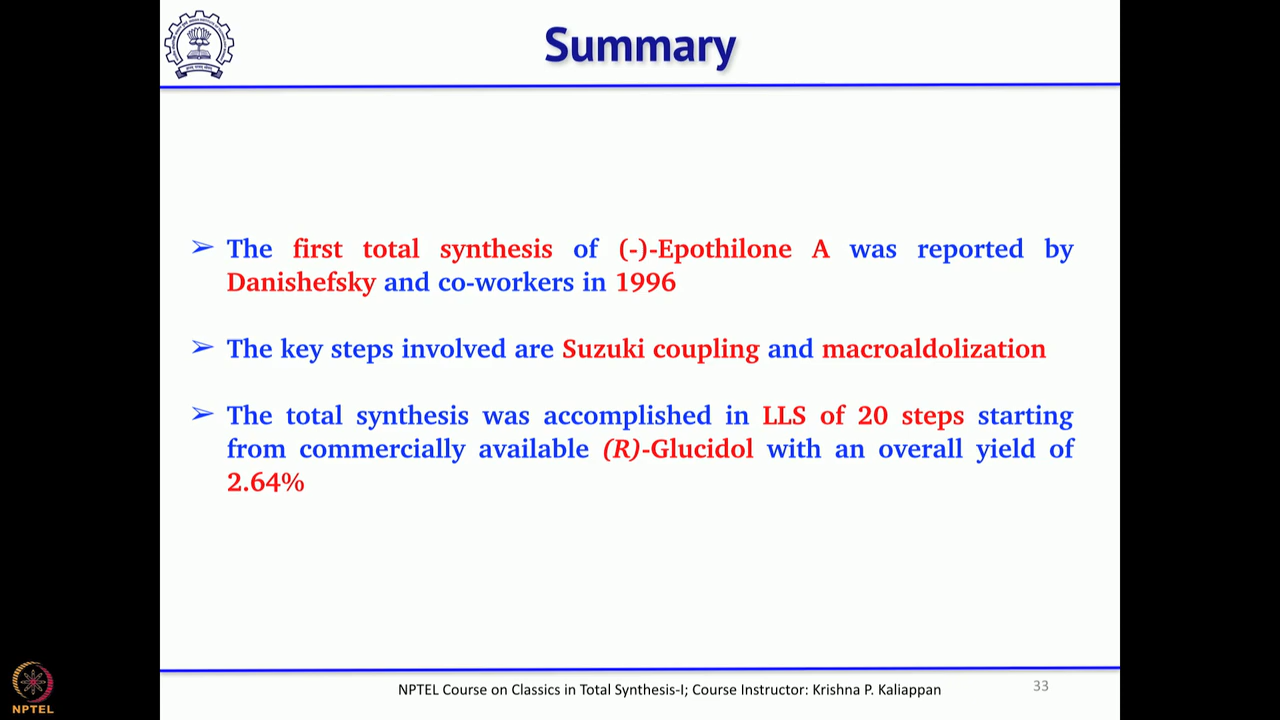 Summary
➢ The first total synthesis of (-)-Epothilone A was reported by
Danishefsky and co-workers in 1996
➢ The key steps involved are Suzuki coupling and macroaldolization
➢ The total synthesis was accomplished in LLS of 20 steps starting
from commercially available (R)-Glucidol with an overall yield of
2.64%
NPTEL Course on Classics in Total Synthesis-I; Course Instructor: Krishna P. Kaliappan
33
NPTEL